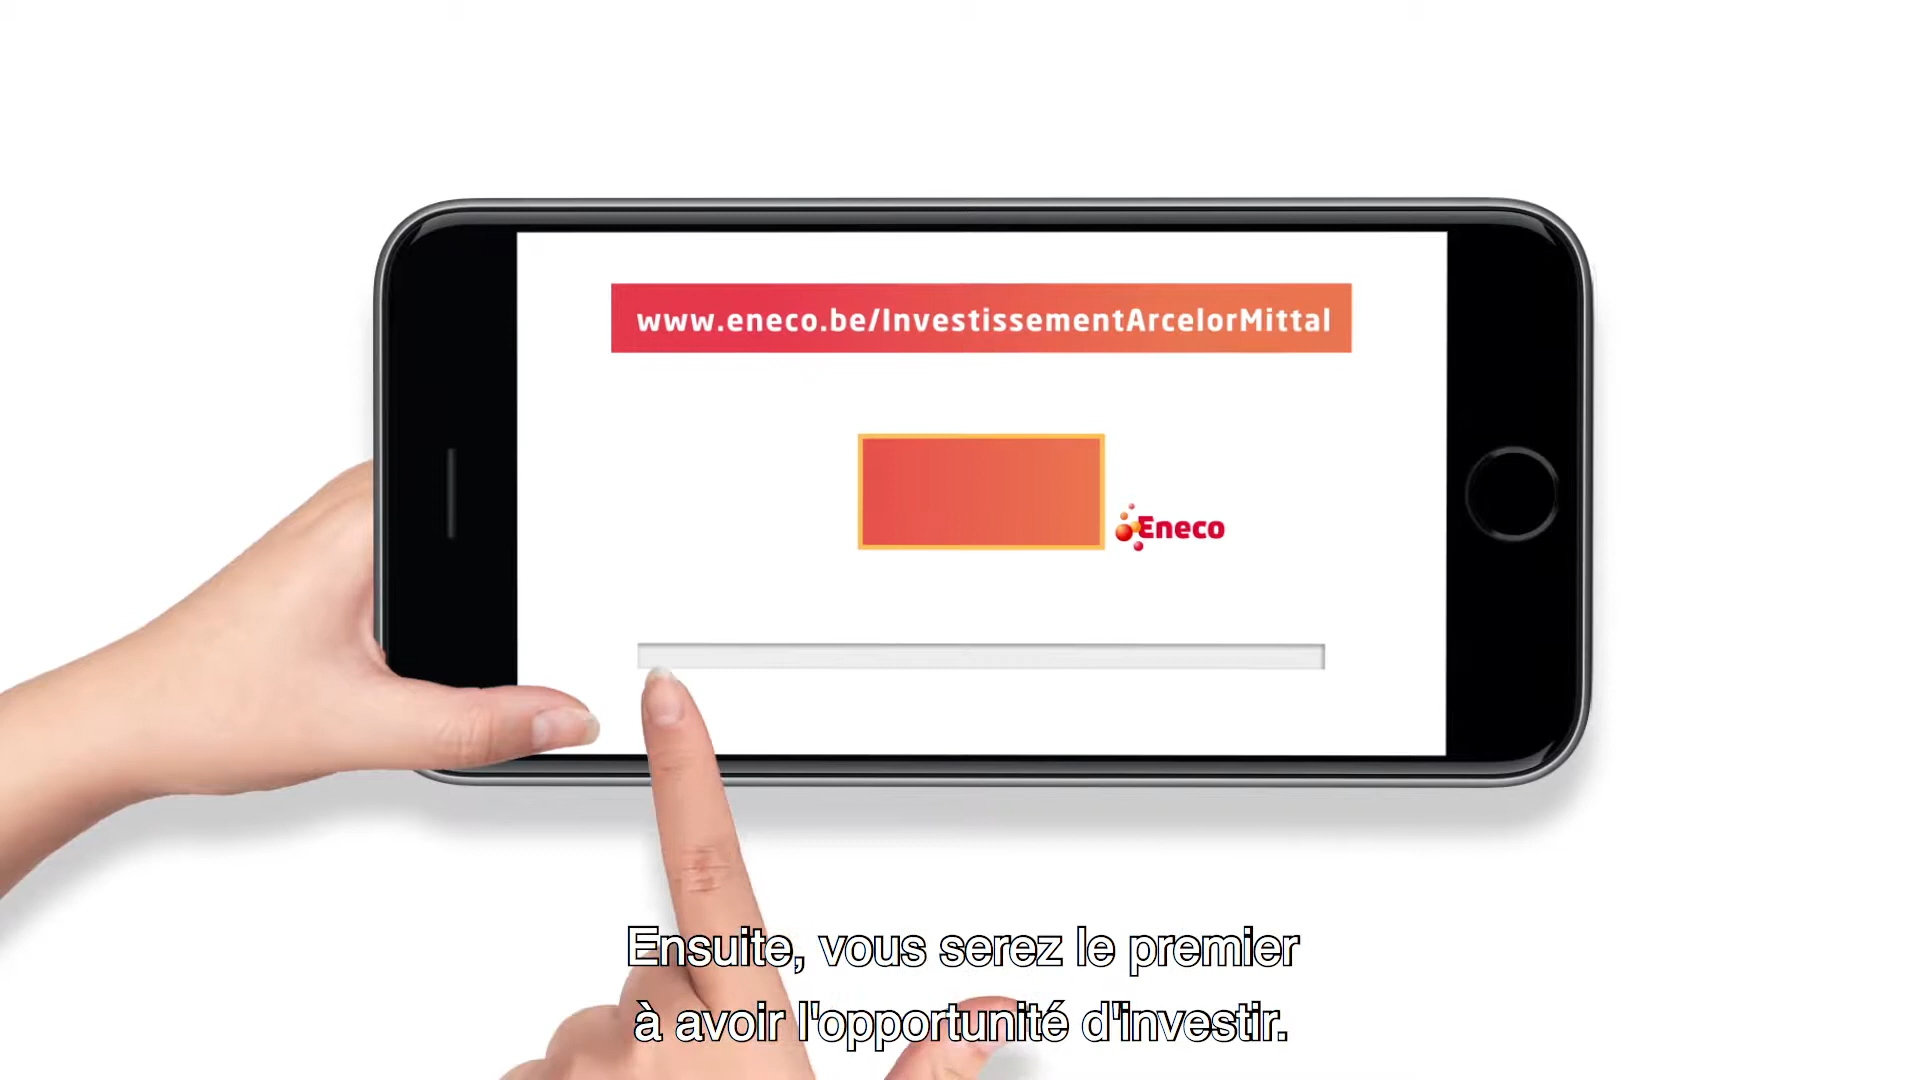 www.eneco.be/InvestissementArcelorMittal
Eneco
Ensuite, vous serez le premier
à avoir l'opportunité d'investir.